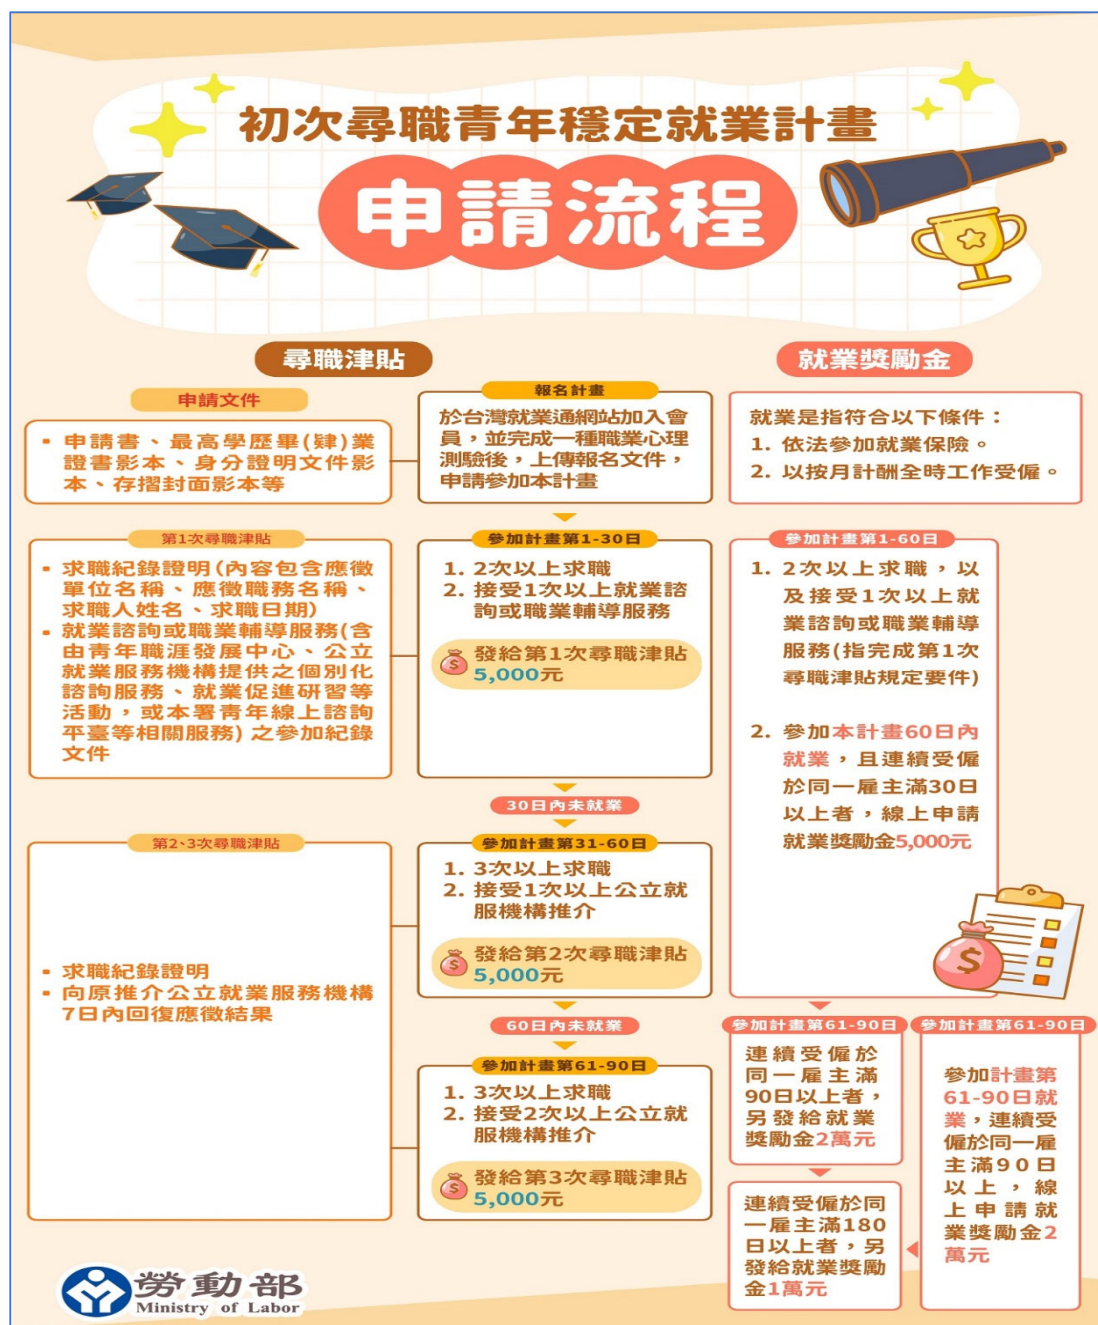 初次尋職青年穩定就業計畫
申請流程
尋職津貼
申請文件
▪ 申請書、最高學歷畢(肄)業
證書影本、身分證明文件影
本、存摺封面影本等
報名計畫
於台灣就業通網站加入會
員，並完成一種職業心理
測驗後，上傳報名文件，
申請參加本計畫
第1次尋職津貼
▪ 求職紀錄證明(內容包含應徵
單位名稱、應徵職務名稱、
求職人姓名、求職日期)
▪ 就業諮詢或職業輔導服務(含
由青年職涯發展中心、公立
就業服務機構提供之個別化
諮詢服務、就業促進研習等
活動，或本署青年線上諮詢
平臺等相關服務) 之參加紀錄
文件
參加計畫第1-30日
1. 2次以上求職
2. 接受1次以上就業諮
詢或職業輔導服務
發給第1次尋職津貼
5,000元
30日內未就業
第2、3次尋職津貼
▪ 求職紀錄證明
▪ 向原推介公立就業服務機構
7日內回復應徵結果
參加計畫第31-60日
1. 3次以上求職
2. 接受1次以上公立就
服機構推介
發給第2次尋職津貼
5,000元
60日內未就業
參加計畫第61-90日
1. 3次以上求職
2. 接受2次以上公立就
服機構推介
發給第3次尋職津貼
5,000元
就業獎勵金
就業是指符合以下條件：
1. 依法參加就業保險。
2. 以按月計酬全時工作受僱。
參加計畫第1-60日
1. 2次以上求職，以
及接受1次以上就
業諮詢或職業輔導
服務(指完成第1次
尋職津貼規定要件)
2. 參加本計畫60日內
就業，且連續受僱
於同一雇主滿30日
以上者，線上申請
就業獎勵金5,000元
參加計畫第61-90日
連續受僱於
同一雇主滿
90日以上者，
另發給就業
獎勵金2萬元
連續受僱於同
一雇主滿180
日以上者，另
發給就業獎勵
金1萬元
參加計畫第61-90日
參加計畫第
61-90日就
業，連續受
僱於同一雇
主滿90日
以上，線
上申請就
業獎勵金2
萬元
勞動部
Ministry of Labor